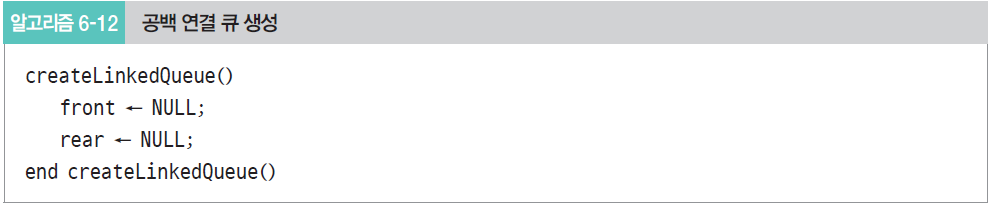 알고리즘 6-12 공백 연결 큐 생성
createLinkedQueue()
front ← NULL;
rear ← NULL;
end createLinkedQueue()